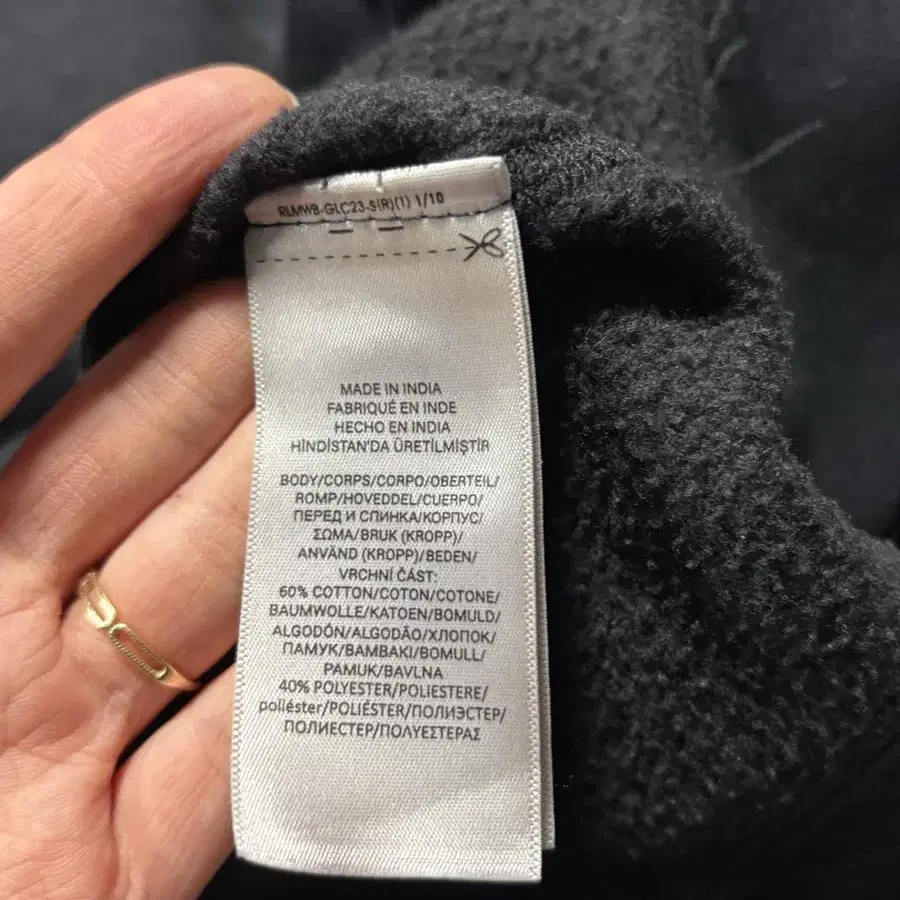 RLMWB-GLC23-S(R)(1) 1/10
MADE IN INDIA
FABRIQUÉ EN INDE
HECHO EN INDIA
HİNDİSTAN'DA ÜRETİLMİŞTİR
BODY/CORPS/CORPO/OBERTEIL/
ROMP/HOVEDDEL/CUERPO/
ПЕРЕД И СПИНКА/КОРПУС/
ΣΩΜΑ/BRUK (KROPP)/
ANVÄND (KROPP)/BEDEN/
VRCHNÍ ČÁST:
60% COTTON/COTON/COTONE/
BAUMWOLLE/KATOEN/BOMULD/
ALGODÓN/ALGODÃO/ХЛОПОК/
ПАМУК/ΒΑΜΒΑΚΙ/BOMULL/
PAMUK/BAVLNA
40% POLYESTER/POLIESTERE/
poliéster/POLIÉSTER/ПОЛИЭСТЕР/
ПОЛИЕСТЕР/ΠΟΛΥΕΣΤΕΡΑΣ